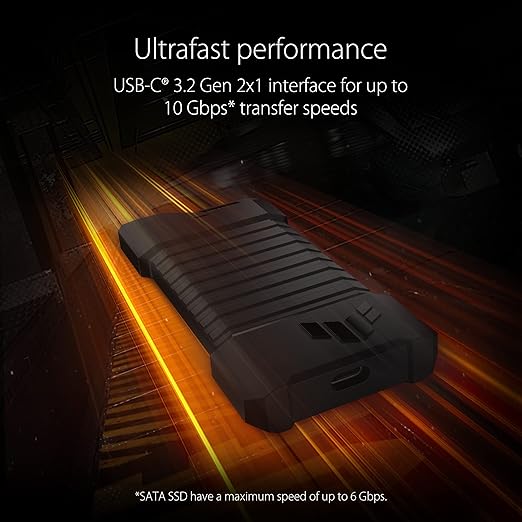 Ultrafast performance
USB-C® 3.2 Gen 2x1 interface for up to
10 Gbps* transfer speeds
*SATA SSD have a maximum speed of up to 6 Gbps.